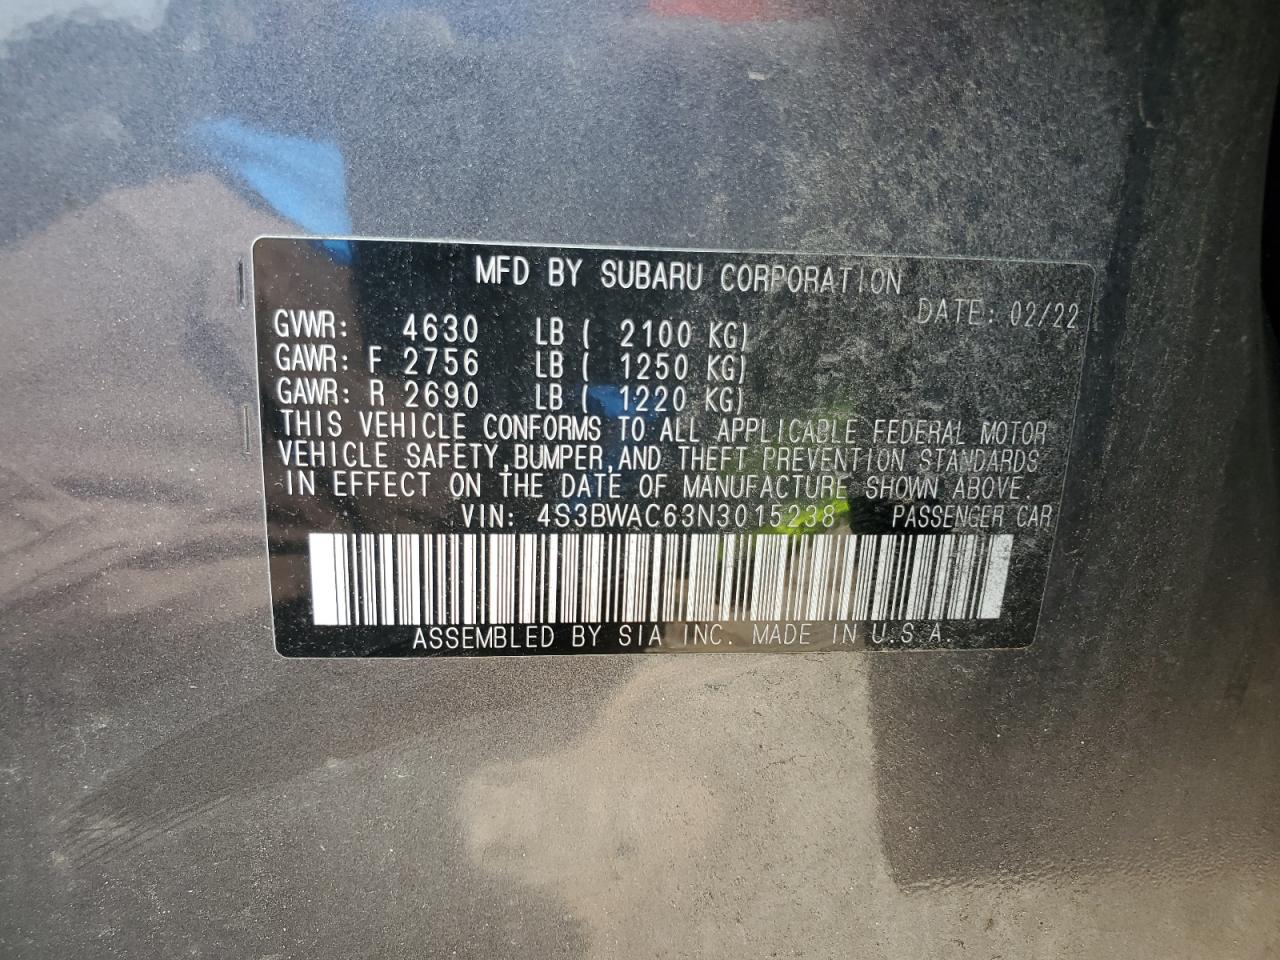 MFD BY SUBARU CORPORATION
DATE: 02/22
GVWR: 4630 LB ( 2100 KG)
GAWR: F 2756 LB ( 1250 KG)
GAWR: R 2690 LB ( 1220 KG)
THIS VEHICLE CONFORMS TO ALL APPLICABLE FEDERAL MOTOR
VEHICLE SAFETY,BUMPER,AND THEFT PREVENTION STANDARDS
IN EFFECT ON THE DATE OF MANUFACTURE SHOWN ABOVE.
VIN: 4S3BWAC63N3015238 PASSENGER CAR
ASSEMBLED BY SIA INC. MADE IN U.S.A.